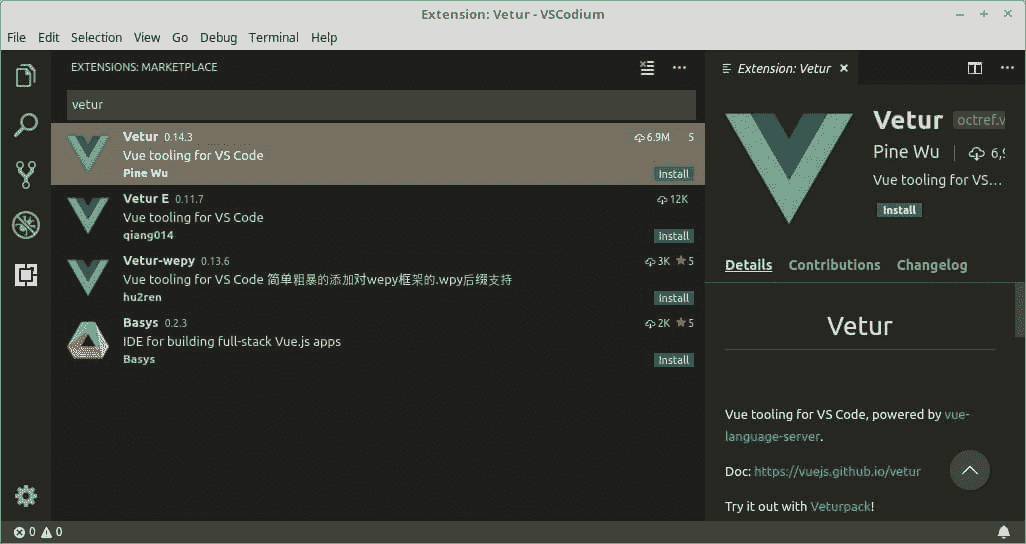 Extension: Vetur - VSCodium
File Edit Selection View Go Debug Terminal Help
EXTENSIONS: MARKETPLACE
vetur
Vetur 0.14.3 6.9M 5
Vue tooling for VS Code
Pine Wu Install
Vetur E 0.11.7 12K
Vue tooling for VS Code
qiang014 Install
Vetur-wepy 0.13.6 3K ★5
Vue tooling for VS Code 简单粗暴的添加对wepy框架的.wpy后缀支持
hu2ren Install
Basys 0.2.3 2K ★5
IDE for building full-stack Vue.js apps
Basys Install
Extension: Vetur
Vetur octref.v
Pine Wu | 6,9
Vue tooling for VS…
Install
Details Contributions Changelog
Vetur
Vue tooling for VS Code, powered by vue-
language-server.
Doc: https://vuejs.github.io/vetur
Try it out with Veturpack!
0 0